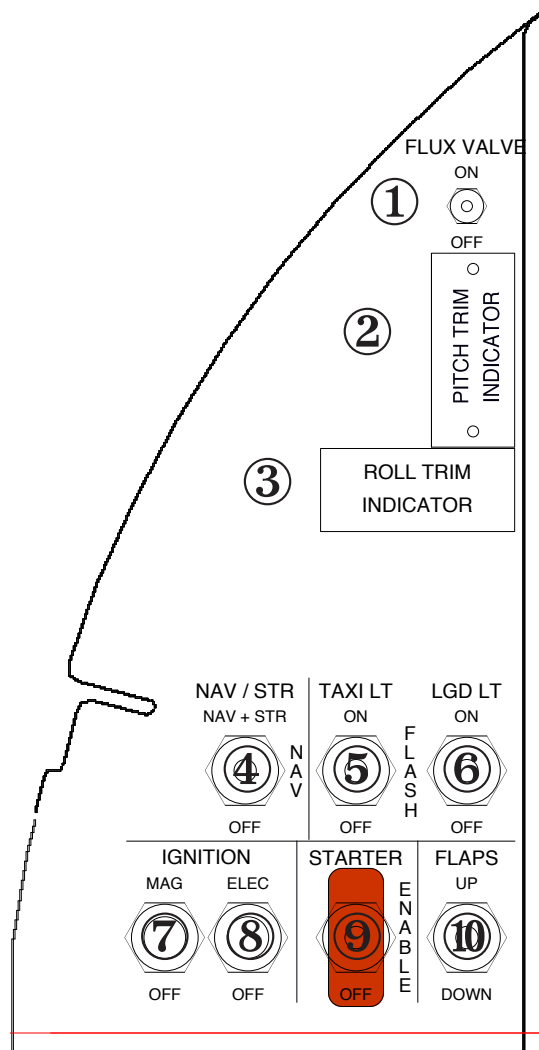 FLUX VALVE
ON
①
OFF
②
PITCH TRIM
INDICATOR
③
ROLL TRIM
INDICATOR
NAV / STR
NAV + STR
4
NAV
OFF
TAXI LT
ON
5
FLASH
OFF
LGD LT
ON
6
OFF
IGNITION
MAG
7
OFF
ELEC
8
OFF
STARTER
9
ENABLE
OFF
FLAPS
UP
10
DOWN